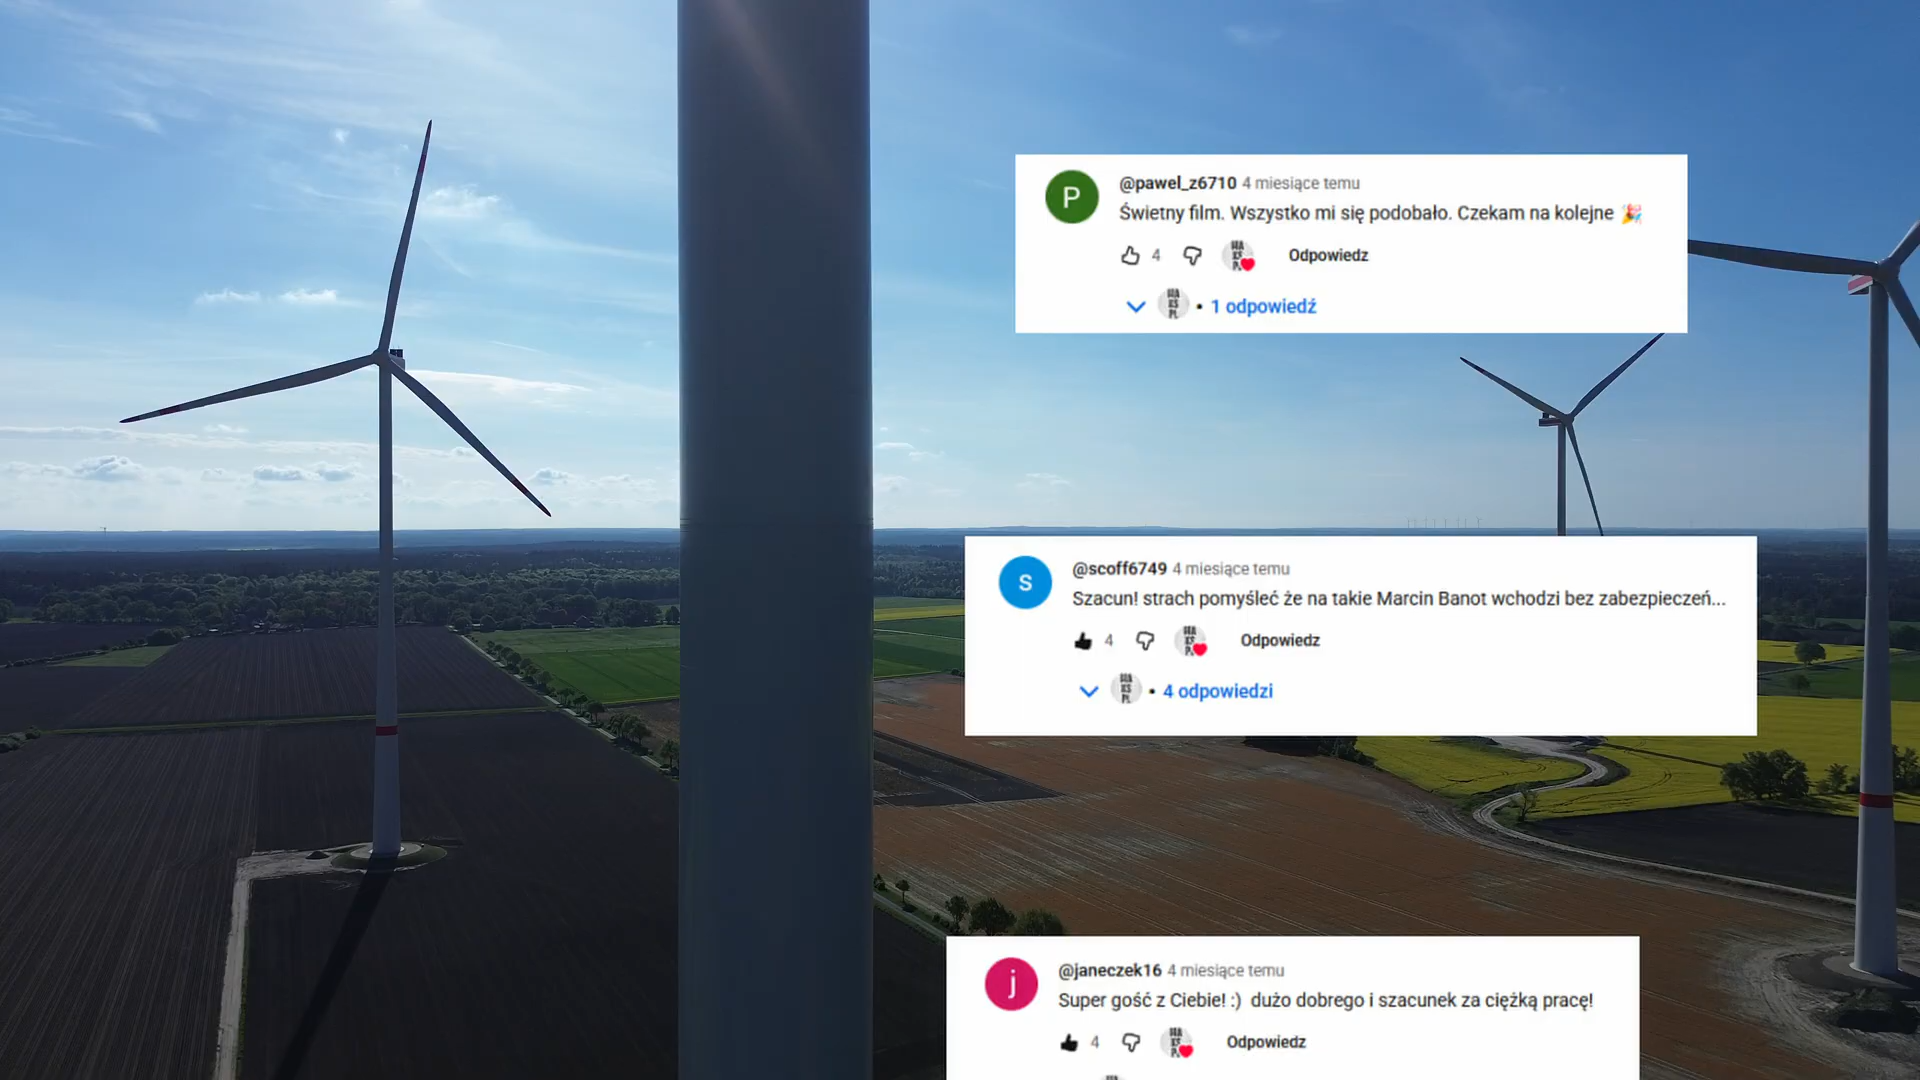 P
@pawel_z6710 4 miesiące temu
Świetny film. Wszystko mi się podobało. Czekam na kolejne 🎉
4
Odpowiedz
• 1 odpowiedź
S
@scoff6749 4 miesiące temu
Szacun! strach pomyśleć że na takie Marcin Banot wchodzi bez zabezpieczeń...
4
Odpowiedz
• 4 odpowiedzi
j
@janeczek16 4 miesiące temu
Super gość z Ciebie! :) dużo dobrego i szacunek za ciężką pracę!
4
Odpowiedz